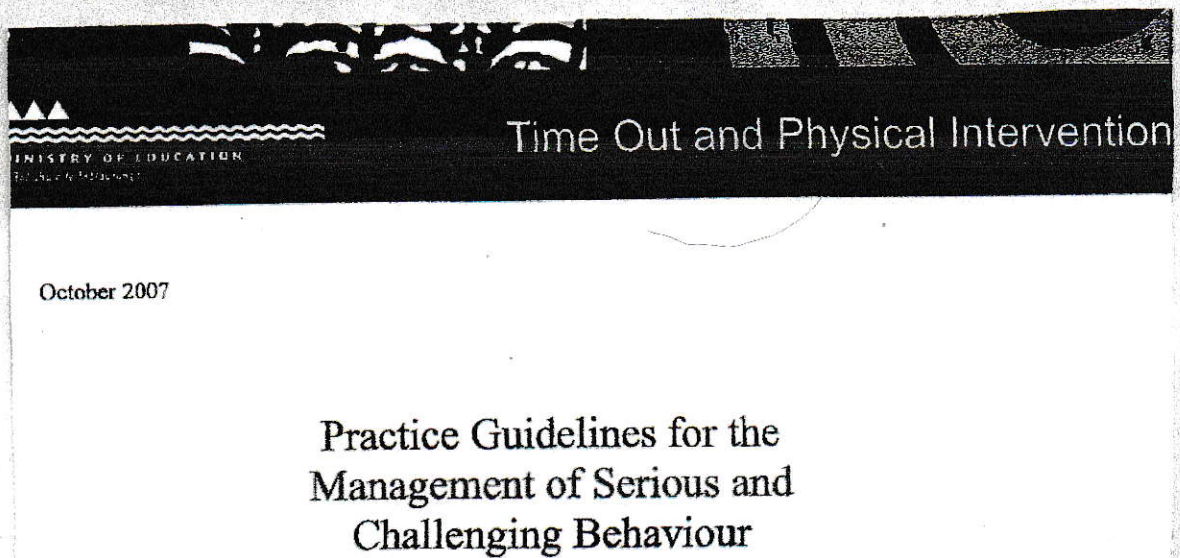 Time Out and Physical Intervention
MINISTRY OF EDUCATION
October 2007
Practice Guidelines for the
Management of Serious and
Challenging Behaviour